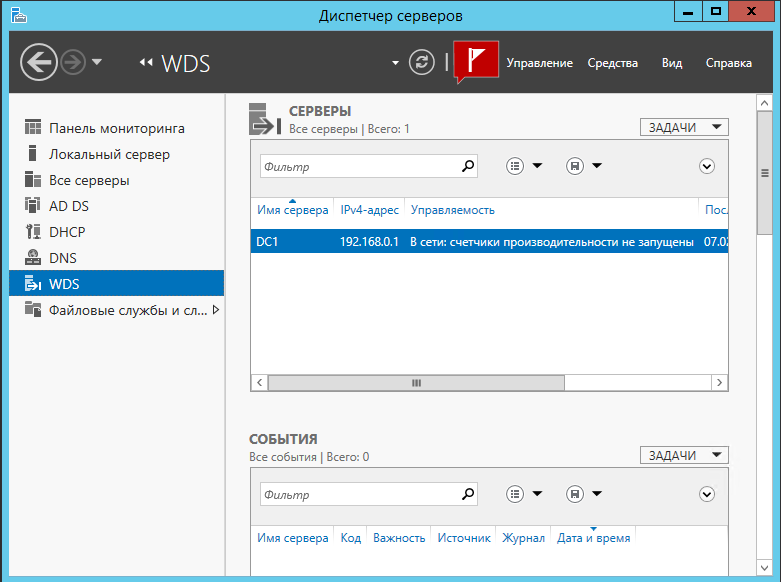 Диспетчер серверов
WDS
Управление Средства Вид Справка
Панель мониторинга
Локальный сервер
Все серверы
AD DS
DHCP
DNS
WDS
Файловые службы и сл...
СЕРВЕРЫ
Все серверы | Всего: 1
ЗАДАЧИ
Фильтр
Имя сервера IPv4-адрес Управляемость
DC1 192.168.0.1 В сети: счетчики производительности не запущены
СОБЫТИЯ
Все события | Всего: 0
ЗАДАЧИ
Фильтр
Имя сервера Код Важность Источник Журнал Дата и время